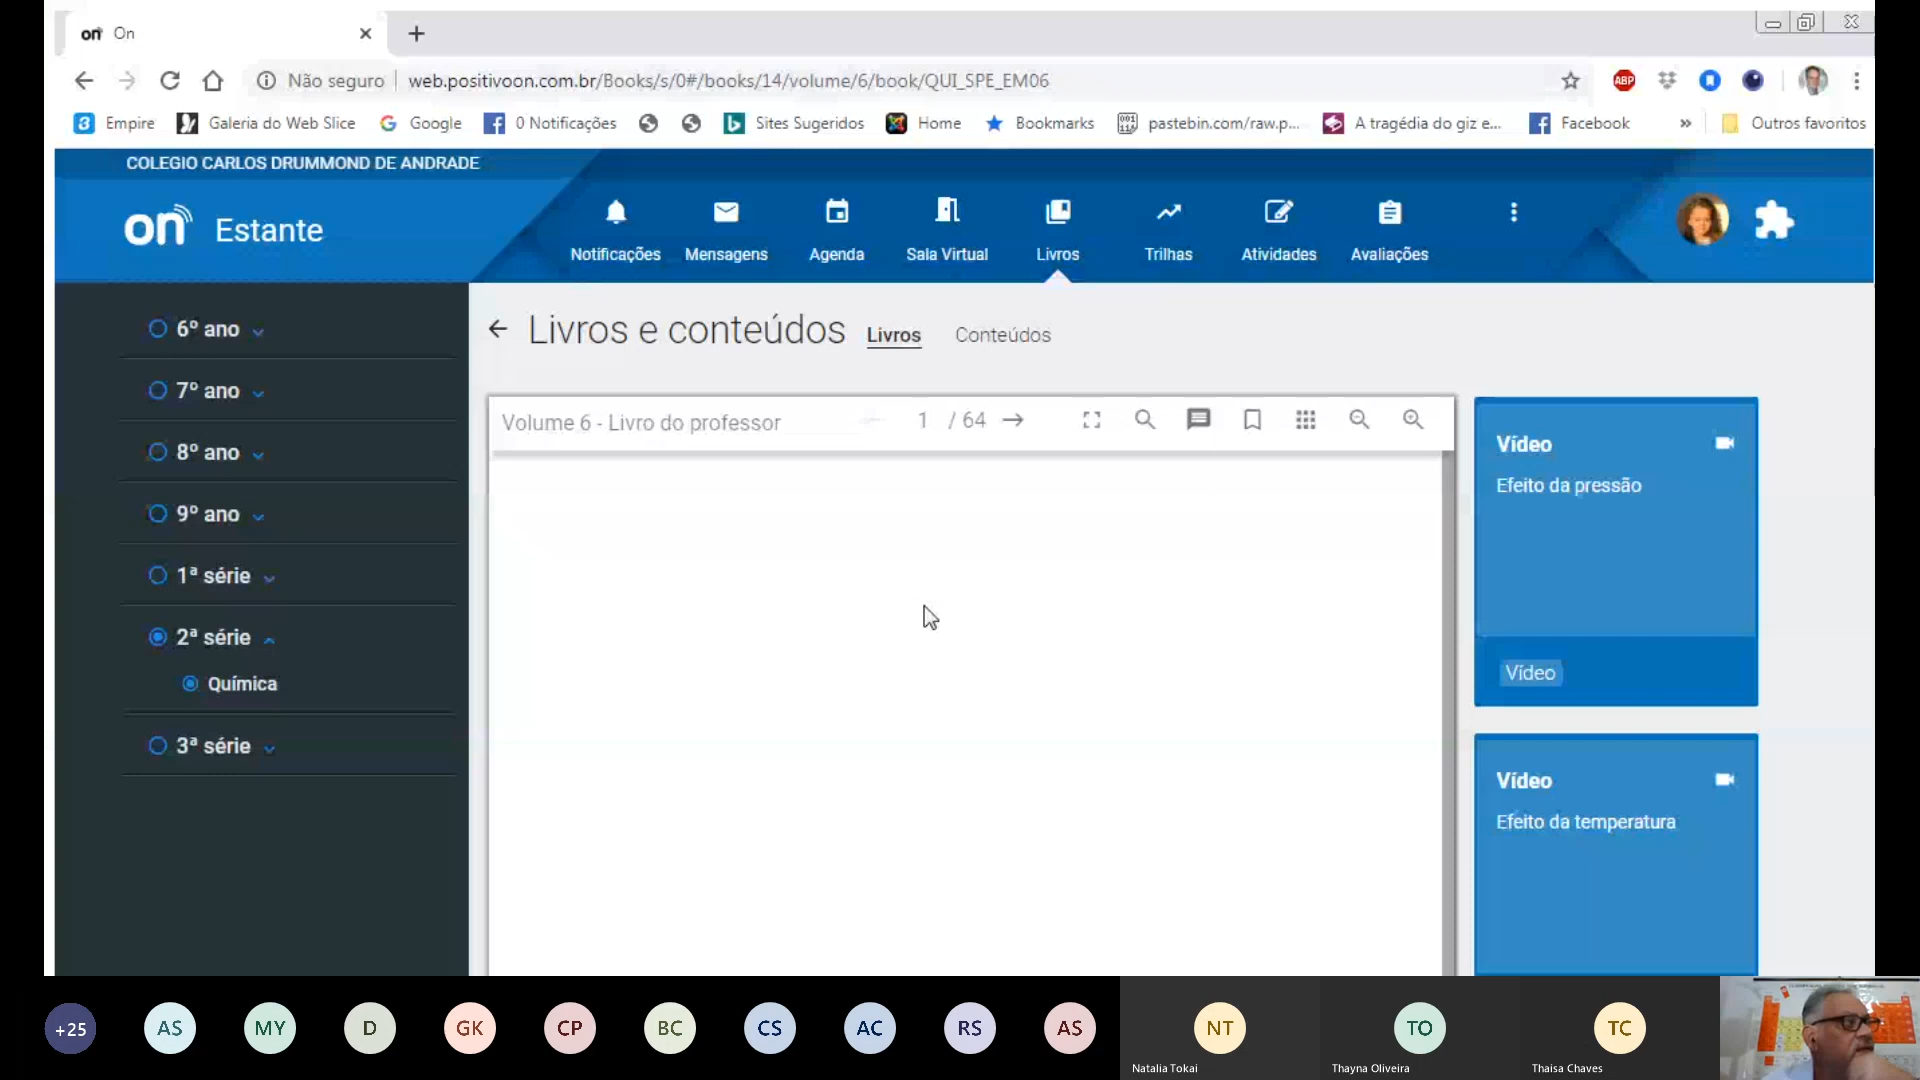 on On
Não seguro web.positivoon.com.br/Books/s/0#/books/14/volume/6/book/QUI_SPE_EM06
ABP
Empire Galeria do Web Slice Google 0 Notificações Sites Sugeridos Home Bookmarks pastebin.com/raw.p... A tragédia do giz e... Facebook » Outros favoritos
COLEGIO CARLOS DRUMMOND DE ANDRADE
on Estante
Notificações Mensagens Agenda Sala Virtual Livros Trilhas Atividades Avaliações
6º ano
7º ano
8º ano
9º ano
1ª série
2ª série
Química
3ª série
Livros e conteúdos Livros Conteúdos
Volume 6 - Livro do professor 1 / 64
Vídeo
Efeito da pressão
Vídeo
Vídeo
Efeito da temperatura
+25 AS MY D GK CP BC CS AC RS AS NT TO TC
Natalia Tokai Thayna Oliveira Thaisa Chaves